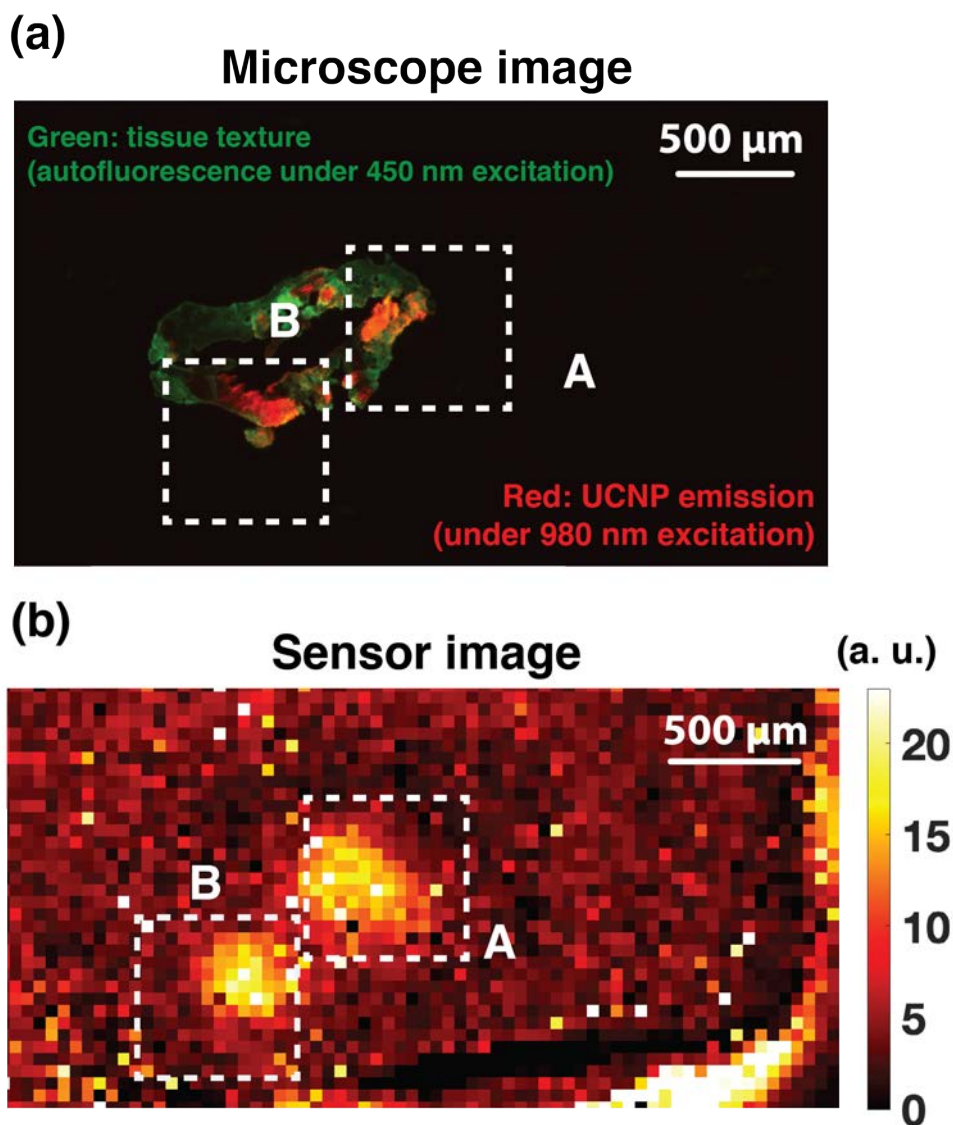 (a)
Microscope image
Green: tissue texture
(autofluorescence under 450 nm excitation)
500 µm
B
A
Red: UCNP emission
(under 980 nm excitation)
(b)
Sensor image
(a. u.)
500 µm
B
A
20
15
10
5
0